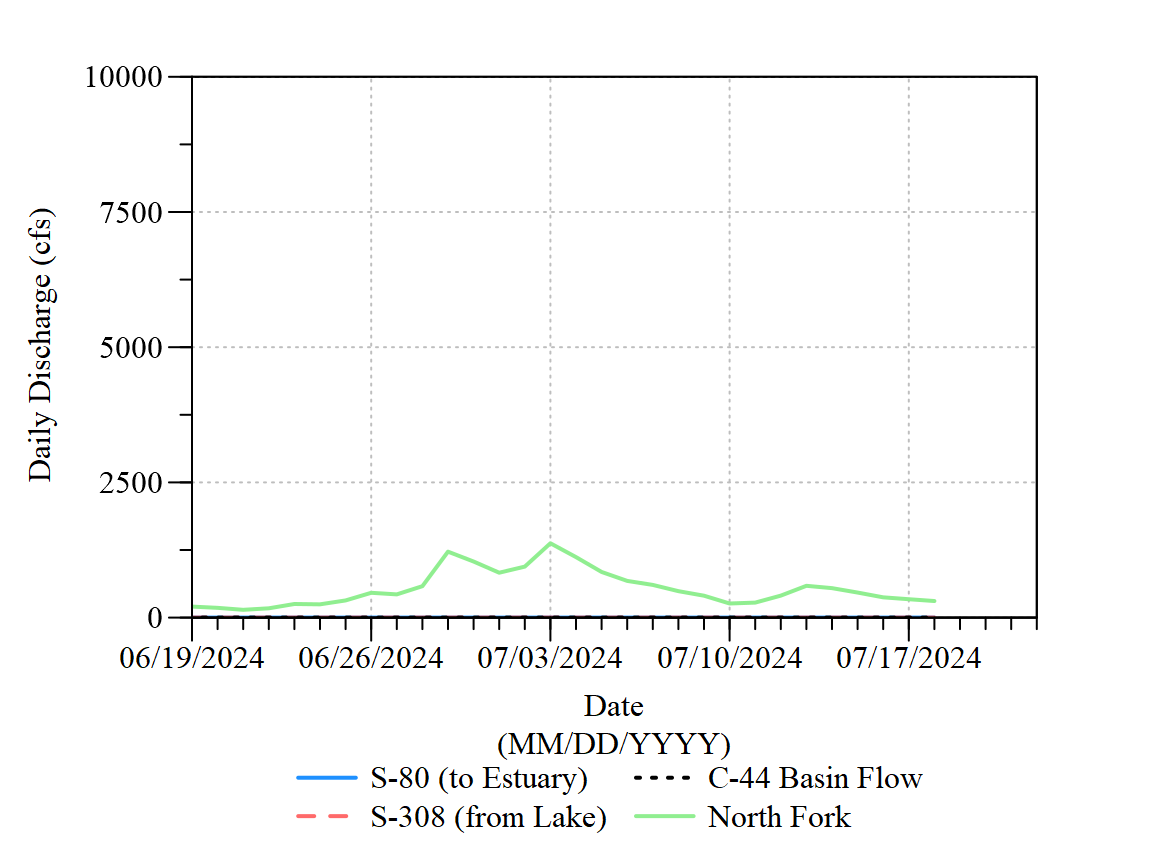 10000
7500
5000
2500
0
Daily Discharge (cfs)
06/19/2024 06/26/2024 07/03/2024 07/10/2024 07/17/2024
Date
(MM/DD/YYYY)
S-80 (to Estuary) C-44 Basin Flow
S-308 (from Lake) North Fork